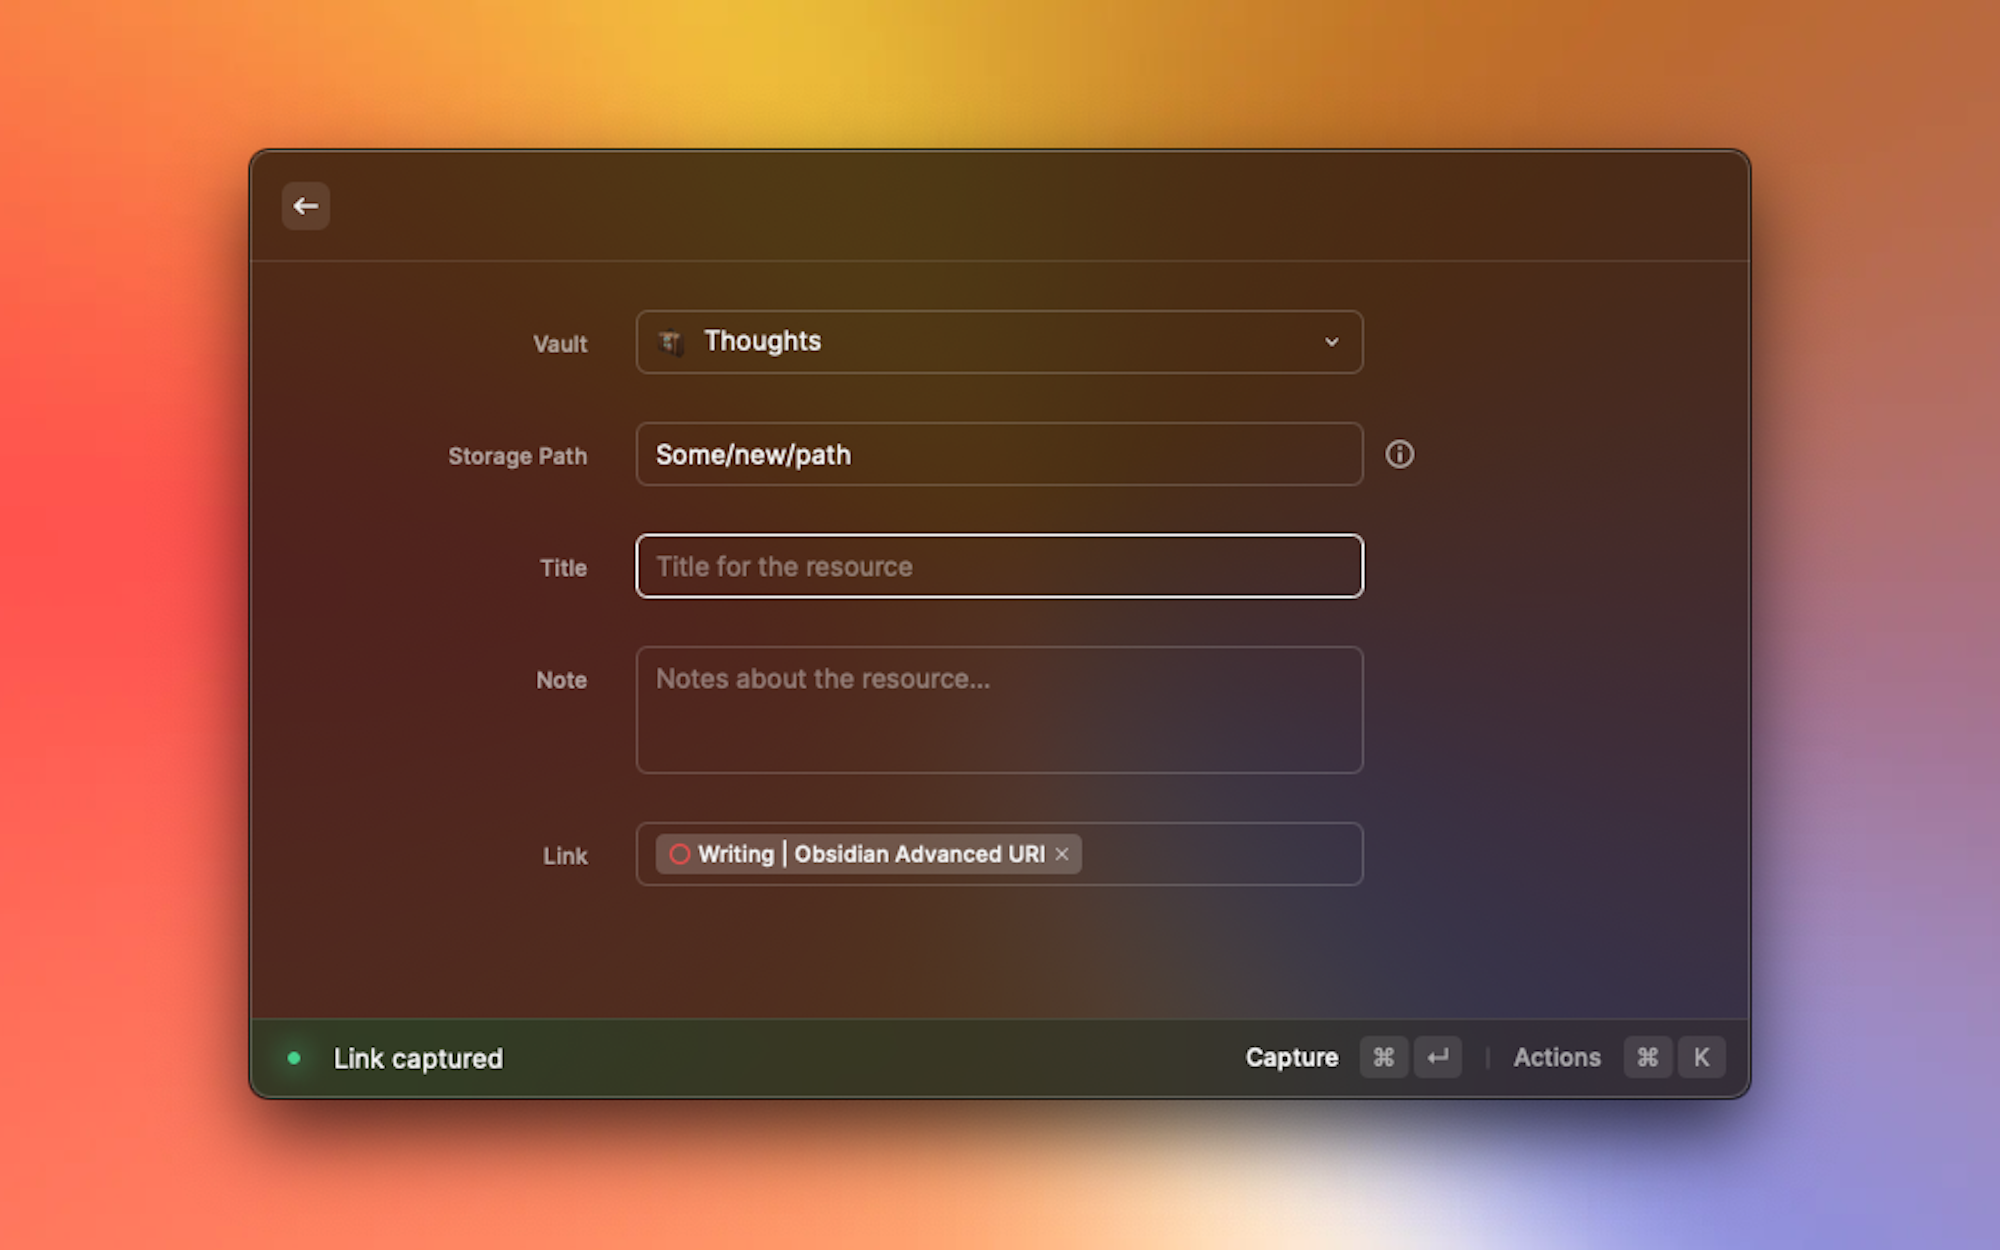 Vault
Thoughts
Storage Path
Some/new/path
Title
Title for the resource
Note
Notes about the resource...
Link
Writing | Obsidian Advanced URI
Link captured
Capture ⌘ ↵ | Actions ⌘ K